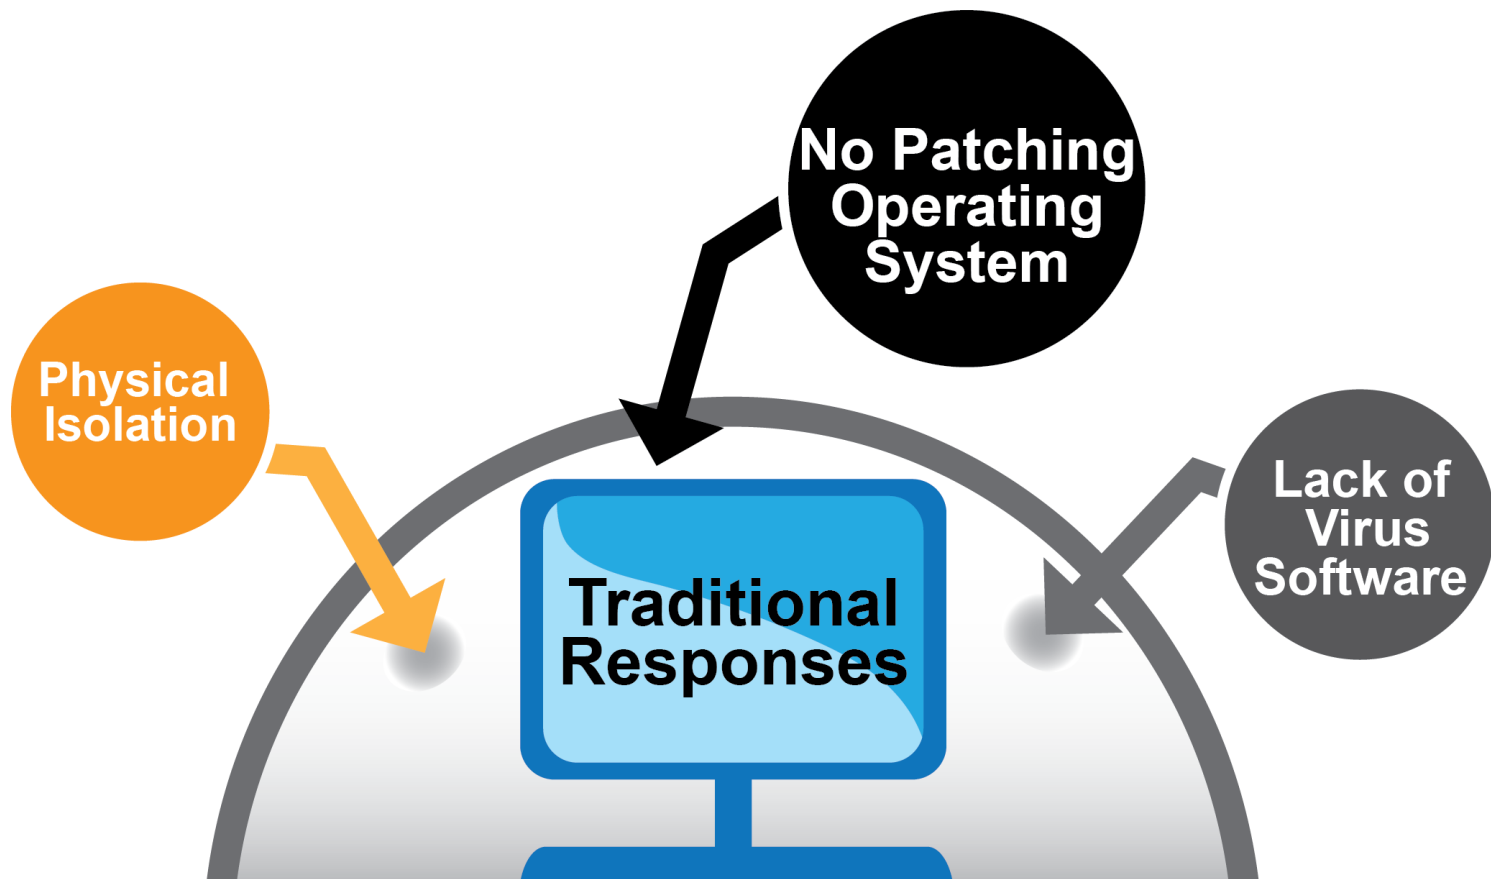 No Patching
Operating
System
Physical
Isolation
Lack of
Virus
Software
Traditional
Responses